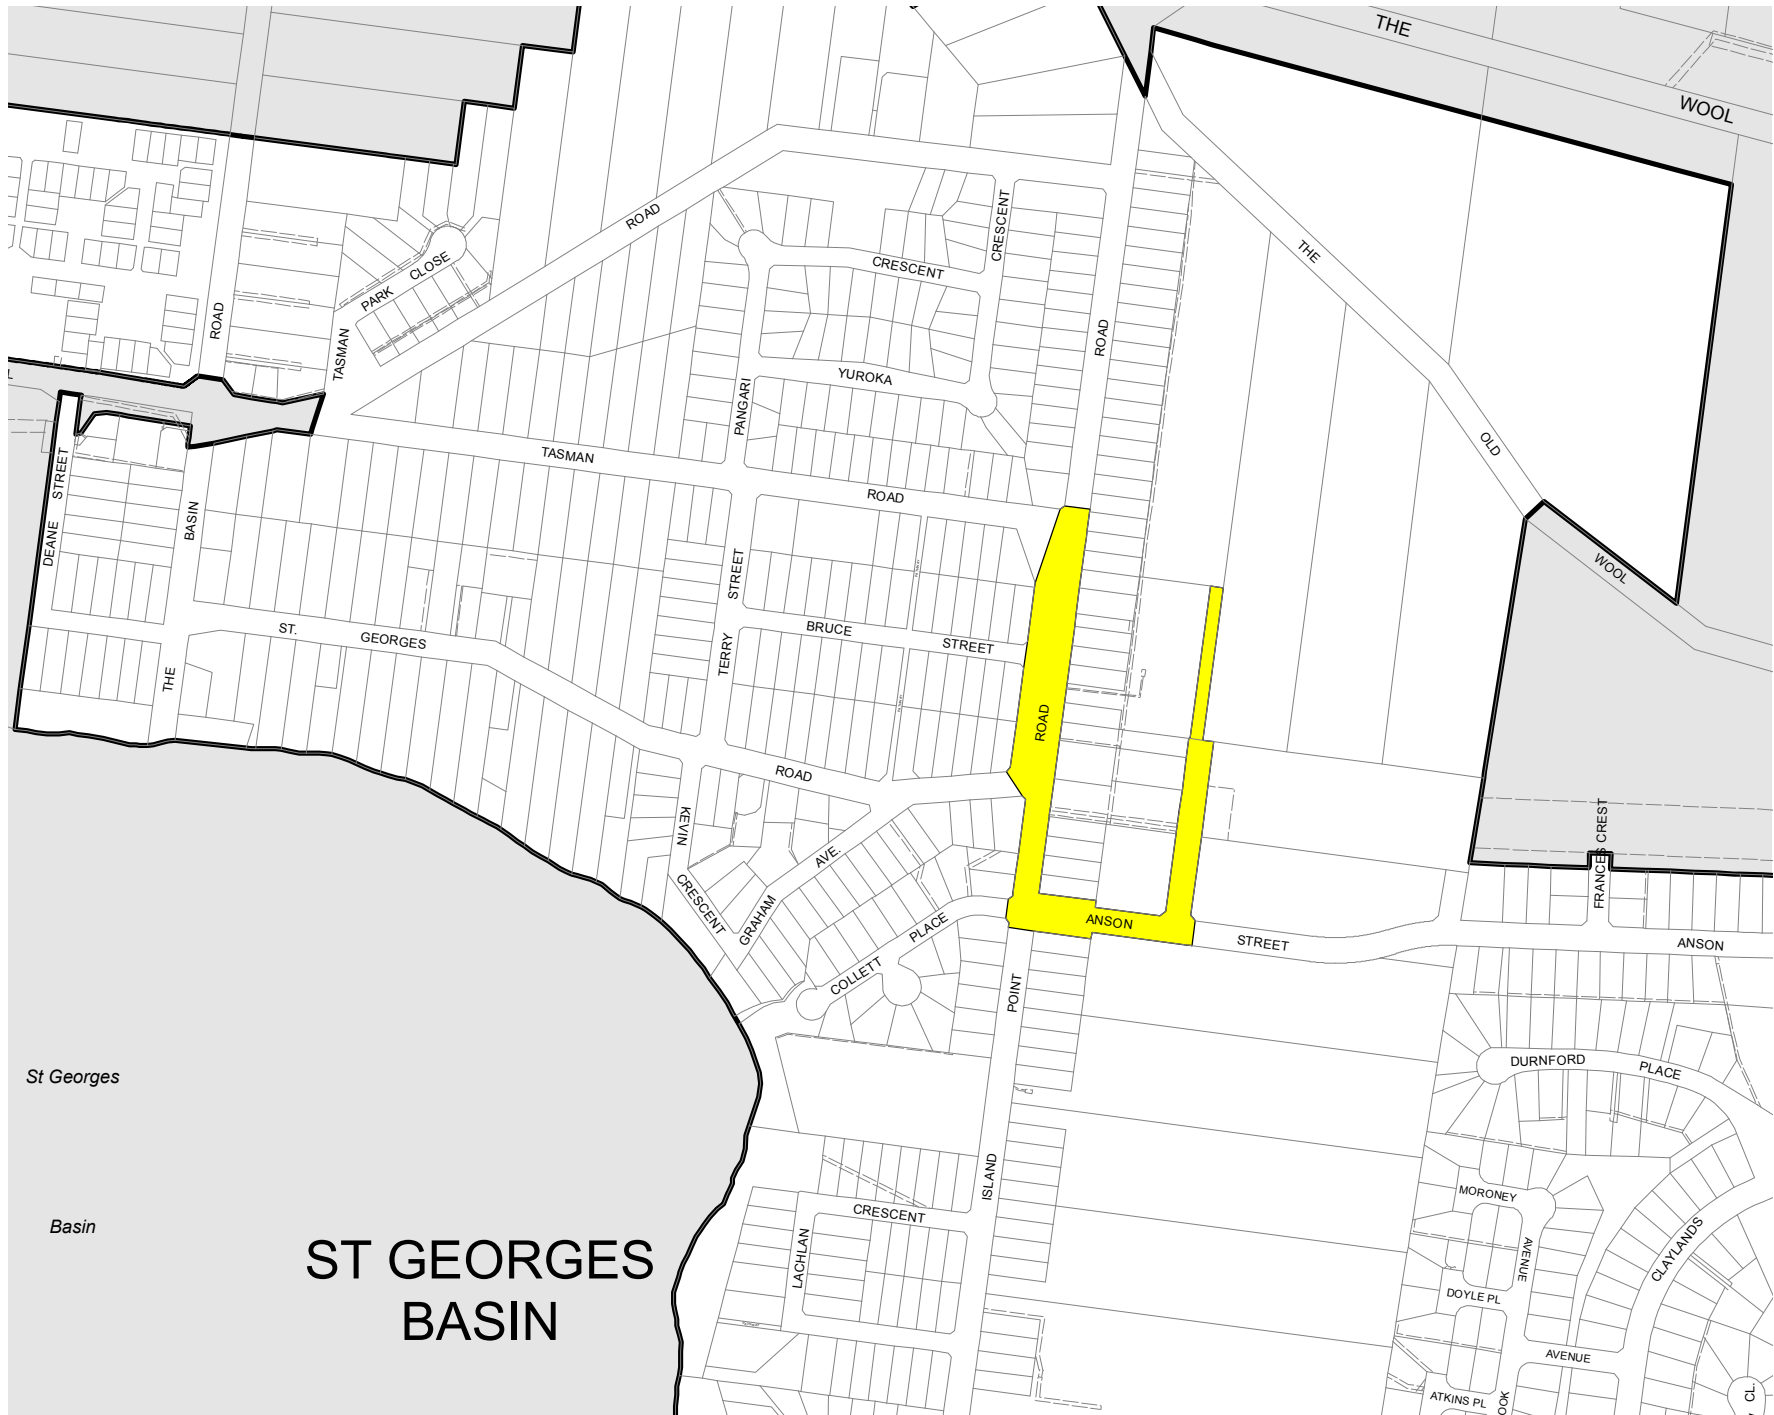 THE
WOOL
ROAD
CRESCENT
THE
PARK CLOSE
CRESCENT
ROAD
TASMAN
ROAD
YUROKA
PANGARI
OLD
TASMAN
ROAD
DEANE STREET
BASIN
WOOL
STREET
ST. GEORGES
BRUCE STREET
TERRY
THE
ROAD
ROAD
KEVIN
CRESCENT
AVE.
GRAHAM
FRANCES CREST
PLACE
ANSON
STREET
ANSON
COLLETT
POINT
St Georges
DURNFORD PLACE
ISLAND
MORONEY
AVENUE
Basin
CRESCENT
LACHLAN
CLAYLANDS
ST GEORGES
BASIN
DOYLE PL
AVENUE
ATKINS PL
OOK
CL.